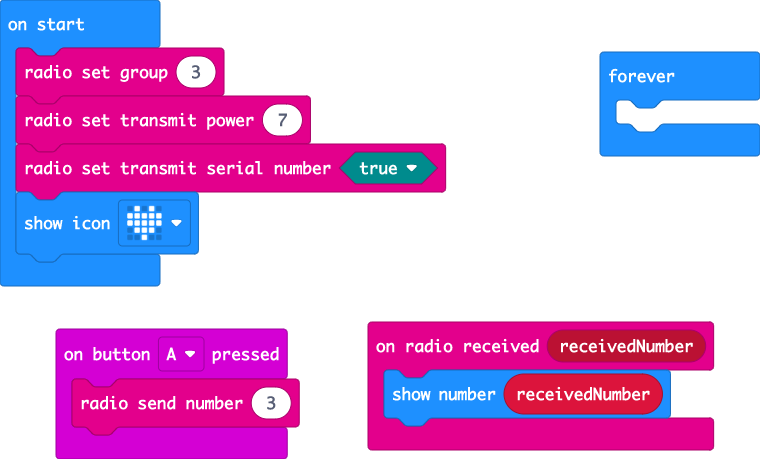 on start
radio set group 3
radio set transmit power 7
radio set transmit serial number true
show icon
forever
on button A pressed
radio send number 3
on radio received receivedNumber
show number receivedNumber